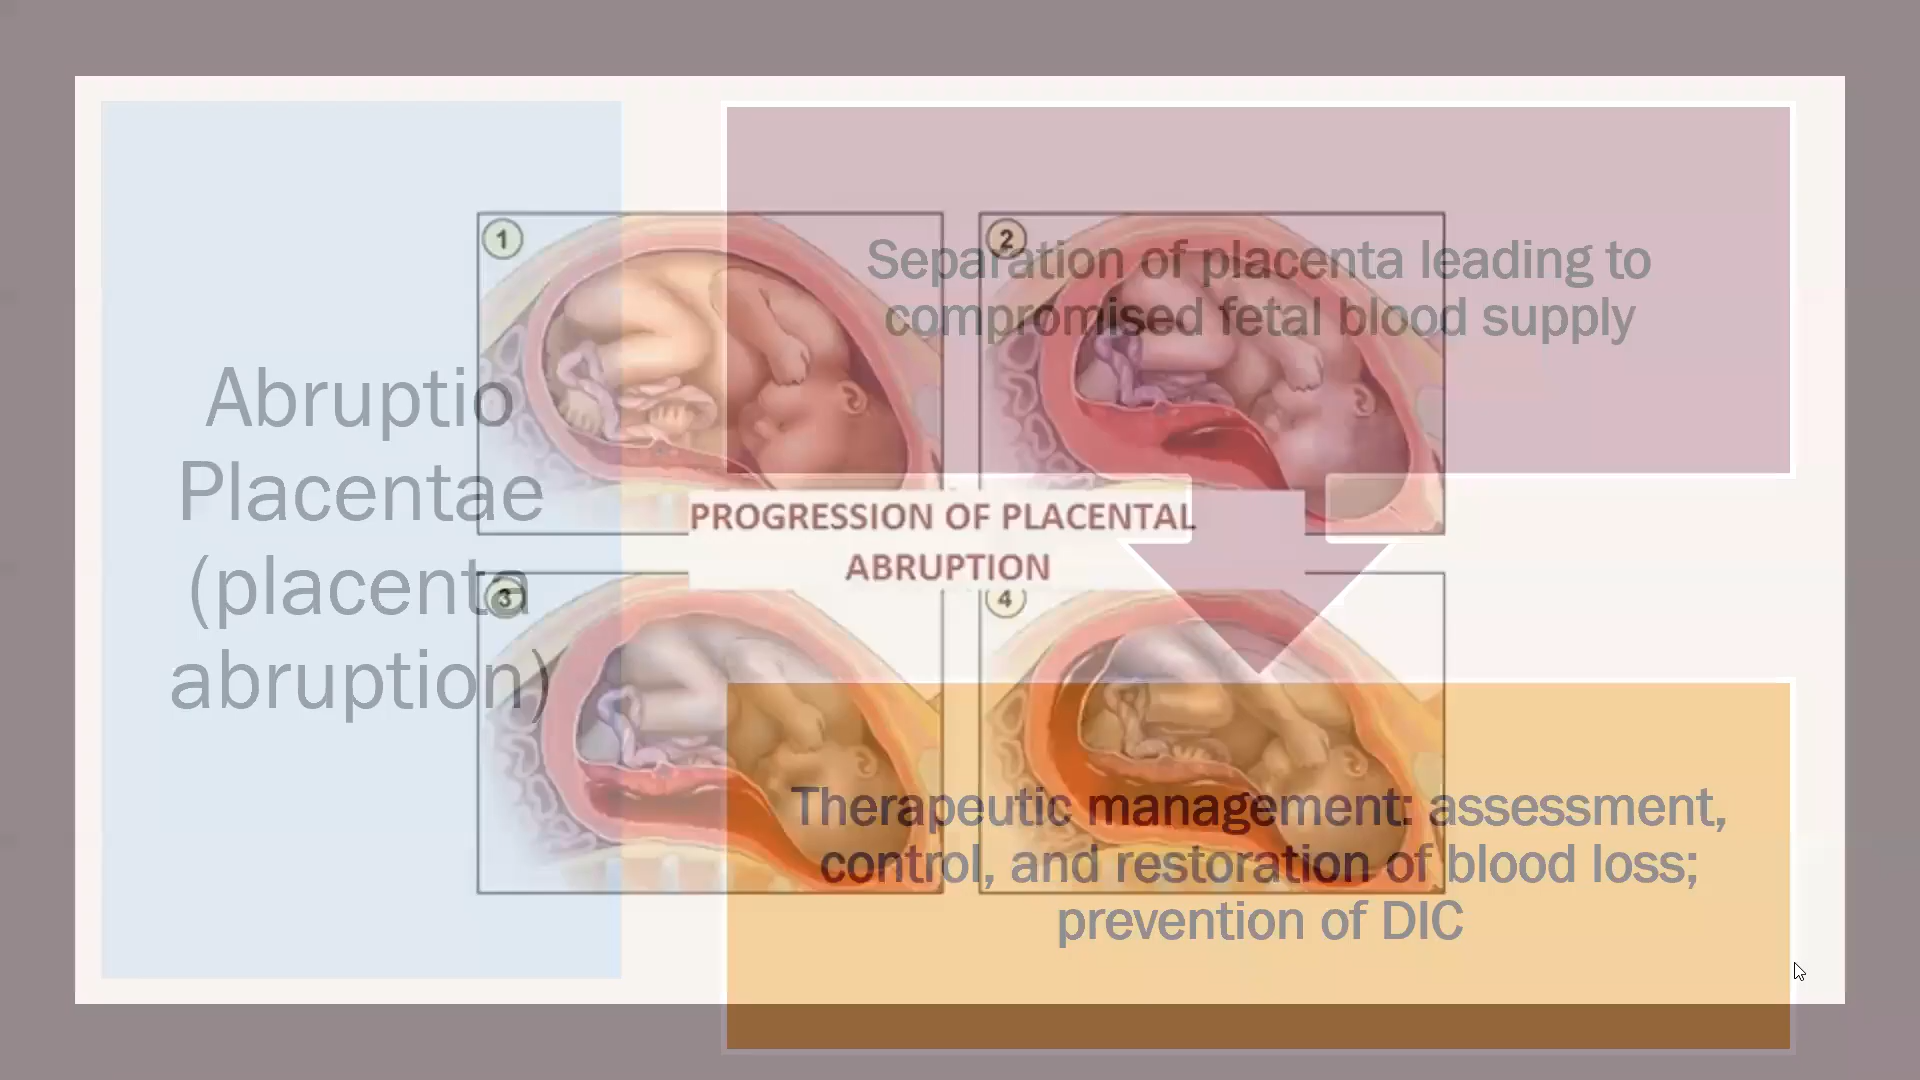 Abruptio
Placentae
(placenta
abruption)
Separation of placenta leading to
compromised fetal blood supply
1
2
PROGRESSION OF PLACENTAL
ABRUPTION
3
4
Therapeutic management: assessment,
control, and restoration of blood loss;
prevention of DIC